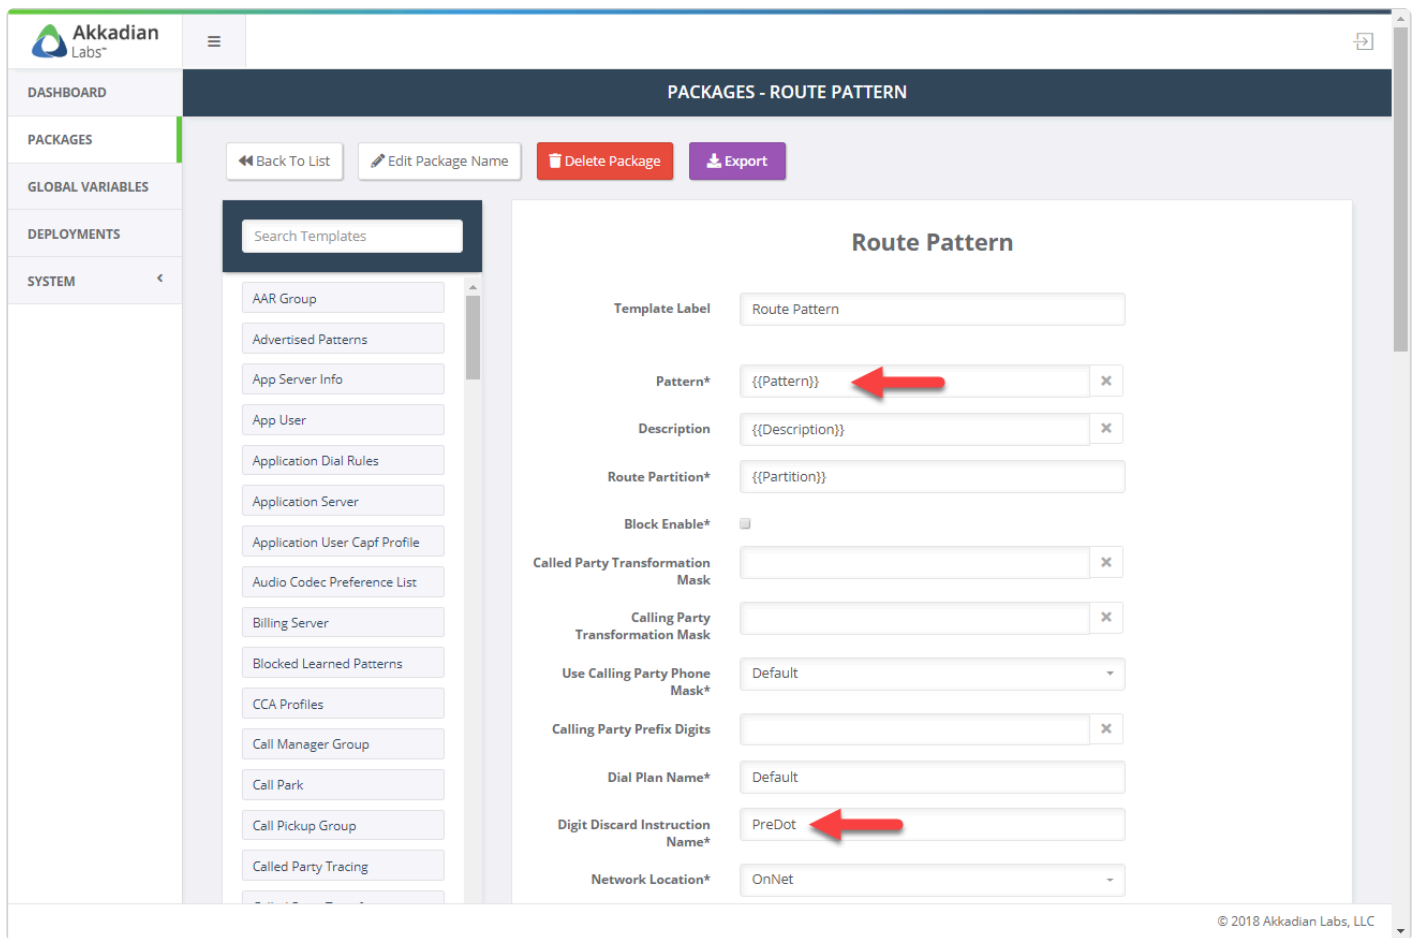 Akkadian
Labs™
DASHBOARD
PACKAGES
GLOBAL VARIABLES
DEPLOYMENTS
SYSTEM
PACKAGES - ROUTE PATTERN
Back To List
Edit Package Name
Delete Package
Export
Search Templates
AAR Group
Advertised Patterns
App Server Info
App User
Application Dial Rules
Application Server
Application User Capf Profile
Audio Codec Preference List
Billing Server
Blocked Learned Patterns
CCA Profiles
Call Manager Group
Call Park
Call Pickup Group
Called Party Tracing
Route Pattern
Template Label Route Pattern
Pattern* {{Pattern}}
Description {{Description}}
Route Partition* {{Partition}}
Block Enable*
Called Party Transformation
Mask
Calling Party
Transformation Mask
Use Calling Party Phone
Mask* Default
Calling Party Prefix Digits
Dial Plan Name* Default
Digit Discard Instruction
Name* PreDot
Network Location* OnNet
© 2018 Akkadian Labs, LLC